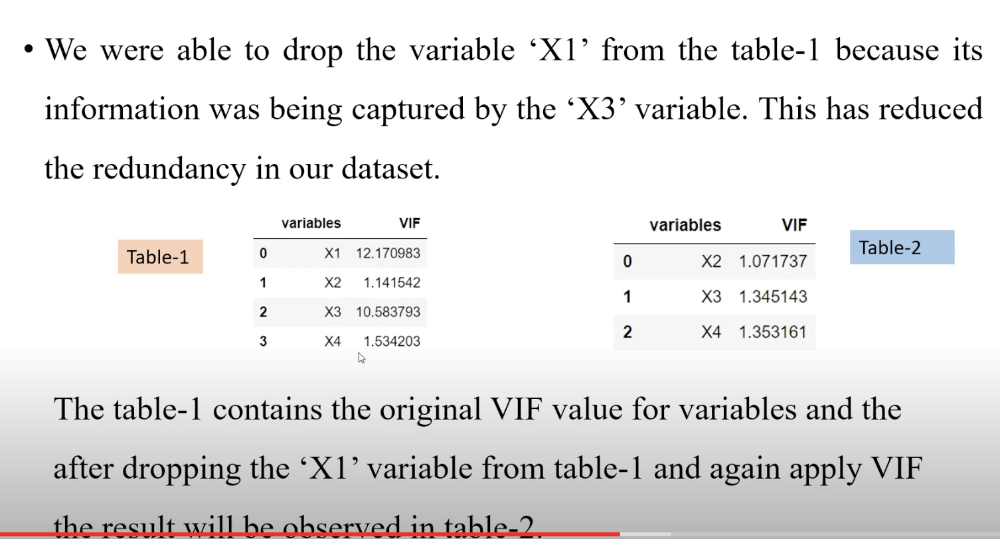 • We were able to drop the variable ‘X1’ from the table-1 because its
information was being captured by the ‘X3’ variable. This has reduced
the redundancy in our dataset.
Table-1
variables VIF
0 X1 12.170983
1 X2 1.141542
2 X3 10.583793
3 X4 1.534203
variables VIF
0 X2 1.071737
1 X3 1.345143
2 X4 1.353161
Table-2
The table-1 contains the original VIF value for variables and the
after dropping the ‘X1’ variable from table-1 and again apply VIF
the result will be observed in table-2.